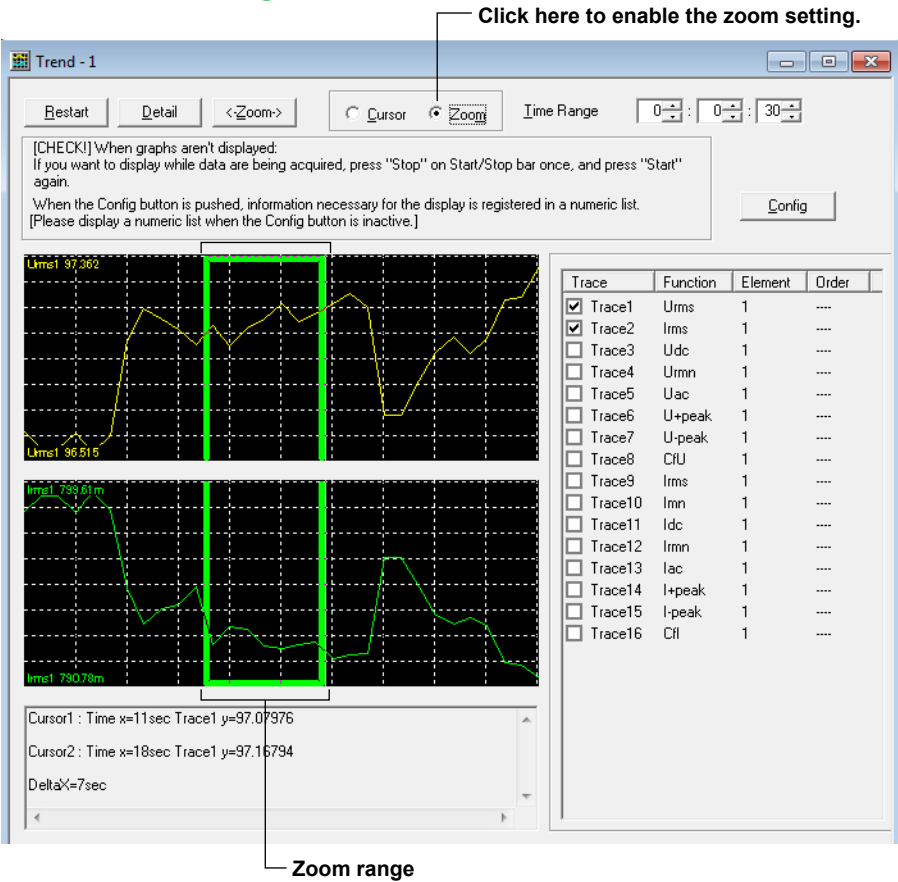 Click here to enable the zoom setting.
Trend - 1
Restart
Detail
<-Zoom->
Cursor
Zoom
Time Range
0 : 0 : 30
[CHECK!] When graphs aren't displayed:
If you want to display while data are being acquired, press "Stop" on Start/Stop bar once, and press "Start"
again.
When the Config button is pushed, information necessary for the display is registered in a numeric list.
[Please display a numeric list when the Config button is inactive.]
Config
Urms1 97.362
Urms1 96.515
Irms1 799.61m
Irms1 790.78m
Trace Function Element Order
Trace1 Urms 1 ----
Trace2 Irms 1 ----
Trace3 Udc 1 ----
Trace4 Urmn 1 ----
Trace5 Uac 1 ----
Trace6 U+peak 1 ----
Trace7 U-peak 1 ----
Trace8 CfU 1 ----
Trace9 Irms 1 ----
Trace10 Imn 1 ----
Trace11 Idc 1 ----
Trace12 Irmn 1 ----
Trace13 Iac 1 ----
Trace14 I+peak 1 ----
Trace15 I-peak 1 ----
Trace16 CfI 1 ----
Cursor1 : Time x=11sec Trace1 y=97.07976
Cursor2 : Time x=18sec Trace1 y=97.16794
DeltaX=7sec
Zoom range